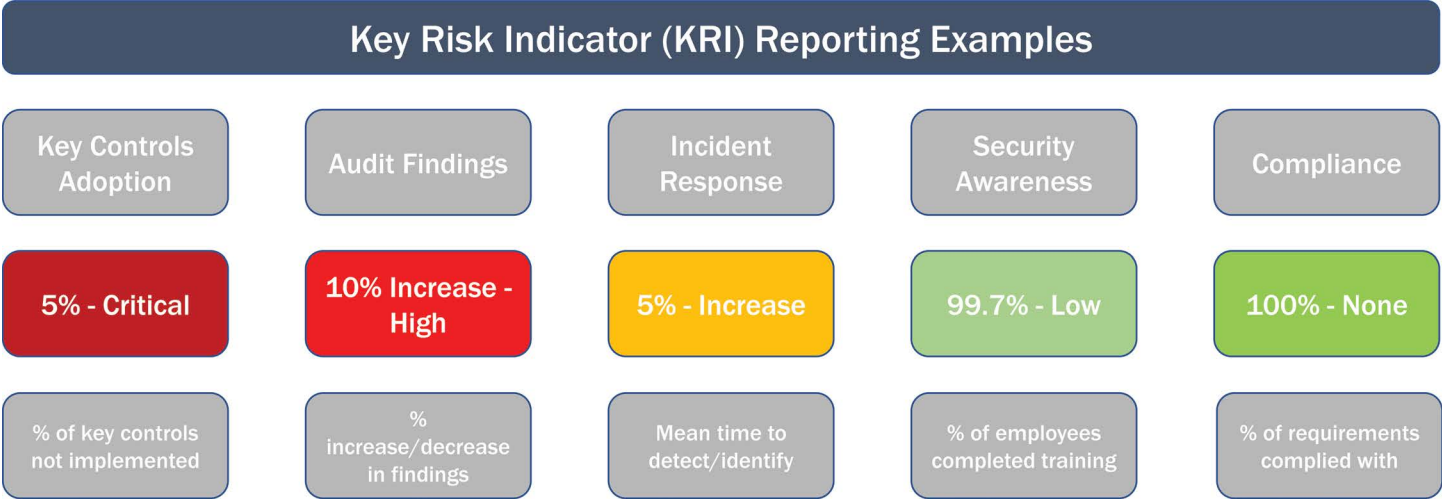 Key Risk Indicator (KRI) Reporting Examples
Key Controls
Adoption
Audit Findings
Incident
Response
Security
Awareness
Compliance
5% - Critical
10% Increase -
High
5% - Increase
99.7% - Low
100% - None
% of key controls
not implemented
%
increase/decrease
in findings
Mean time to
detect/identify
% of employees
completed training
% of requirements
complied with